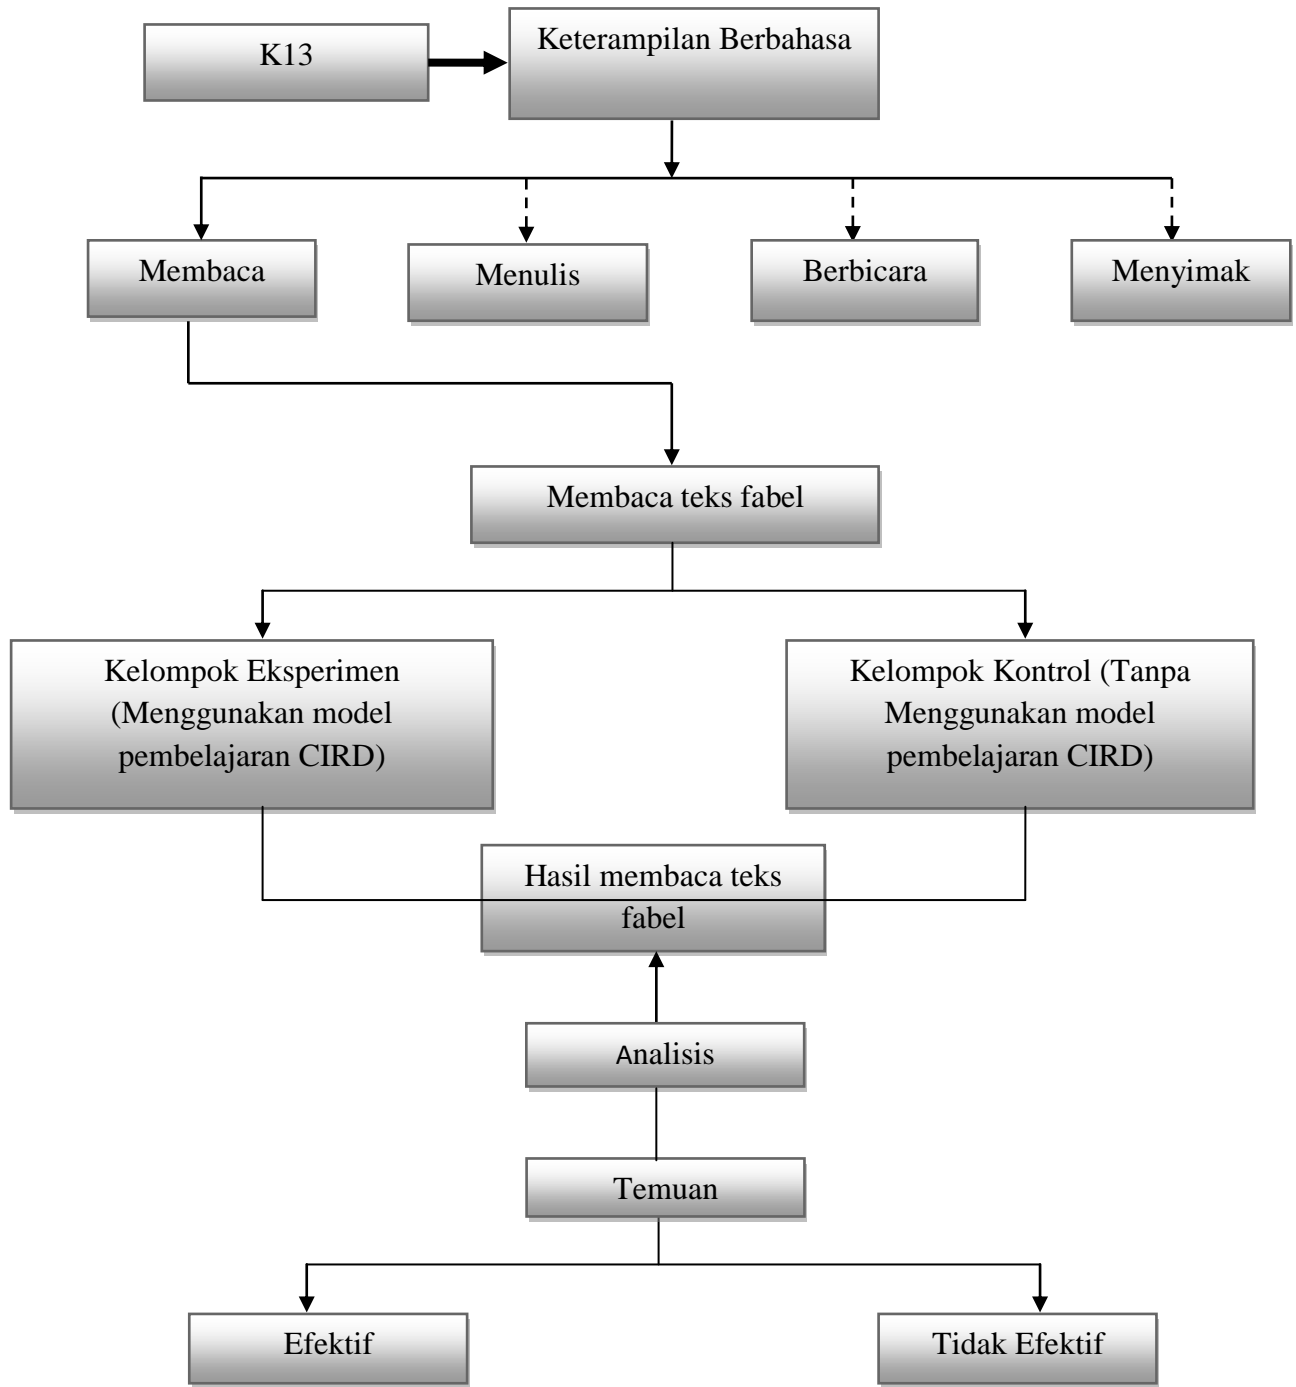 K13
Keterampilan Berbahasa
Membaca
Menulis
Berbicara
Menyimak
Membaca teks fabel
Kelompok Eksperimen
(Menggunakan model
pembelajaran CIRD)
Kelompok Kontrol (Tanpa
Menggunakan model
pembelajaran CIRD)
Hasil membaca teks
fabel
Analisis
Temuan
Efektif
Tidak Efektif